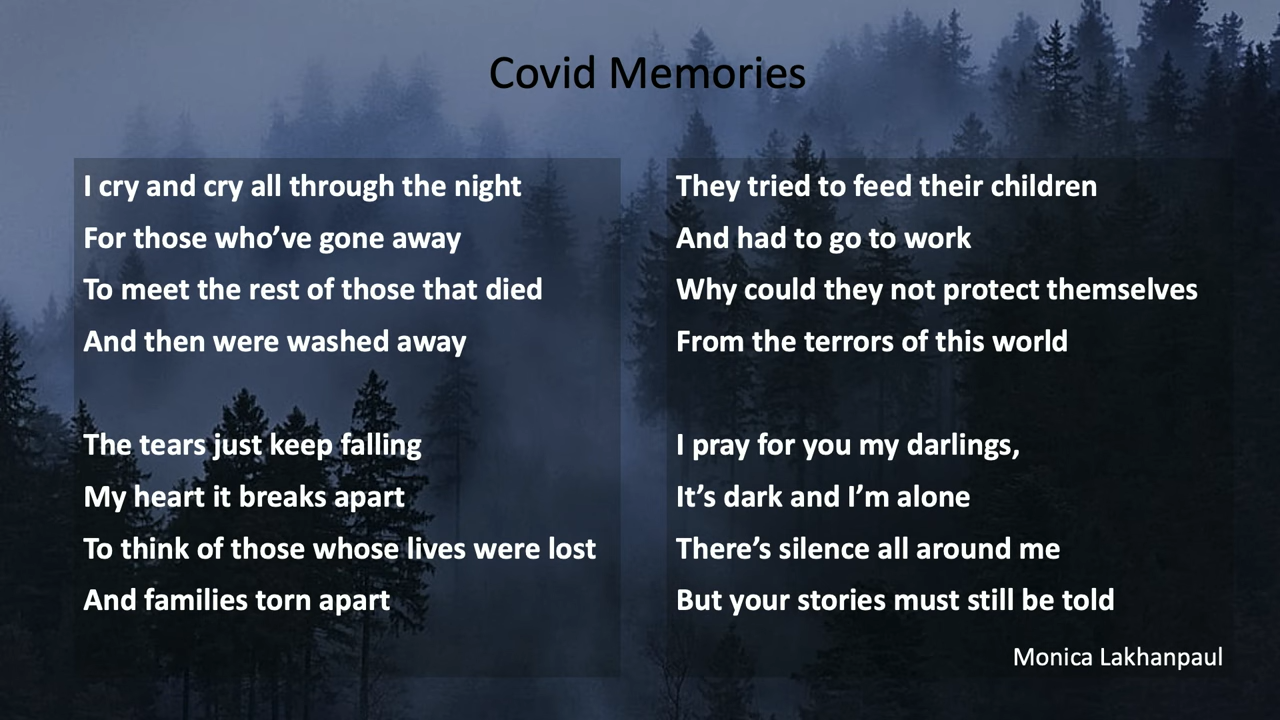 Covid Memories
I cry and cry all through the night
For those who’ve gone away
To meet the rest of those that died
And then were washed away
The tears just keep falling
My heart it breaks apart
To think of those whose lives were lost
And families torn apart
They tried to feed their children
And had to go to work
Why could they not protect themselves
From the terrors of this world
I pray for you my darlings,
It’s dark and I’m alone
There’s silence all around me
But your stories must still be told
Monica Lakhanpaul